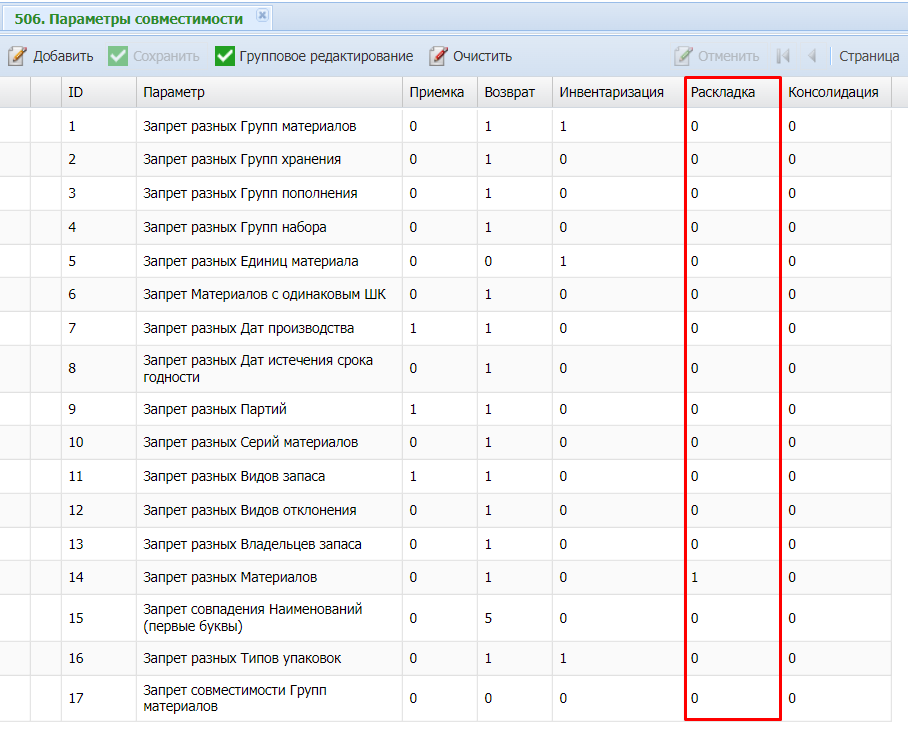 506. Параметры совместимости
Добавить Сохранить Групповое редактирование Очистить Отменить Страница
ID Параметр Приемка Возврат Инвентаризация Раскладка Консолидация
1 Запрет разных Групп материалов 0 1 1 0 0
2 Запрет разных Групп хранения 0 1 0 0 0
3 Запрет разных Групп пополнения 0 1 0 0 0
4 Запрет разных Групп набора 0 1 0 0 0
5 Запрет разных Единиц материала 0 0 1 0 0
6 Запрет Материалов с одинаковым ШК 0 1 0 0 0
7 Запрет разных Дат производства 1 1 0 0 0
8 Запрет разных Дат истечения срока
годности 0 1 0 0 0
9 Запрет разных Партий 1 1 0 0 0
10 Запрет разных Серий материалов 0 1 0 0 0
11 Запрет разных Видов запаса 1 1 0 0 0
12 Запрет разных Видов отклонения 0 1 0 0 0
13 Запрет разных Владельцев запаса 0 1 0 0 0
14 Запрет разных Материалов 0 1 0 1 0
15 Запрет совпадения Наименований
(первые буквы) 0 5 0 0 0
16 Запрет разных Типов упаковок 0 1 1 0 0
17 Запрет совместимости Групп
материалов 0 0 0 0 0